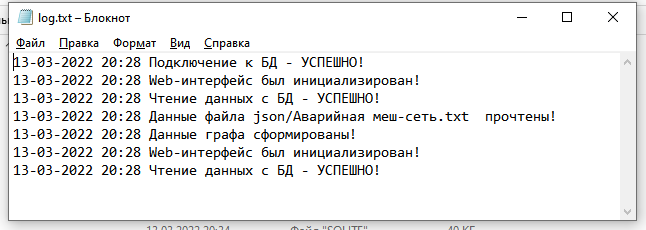 log.txt – Блокнот
Файл Правка Формат Вид Справка
13-03-2022 20:28 Подключение к БД - УСПЕШНО!
13-03-2022 20:28 Web-интерфейс был инициализирован!
13-03-2022 20:28 Чтение данных с БД - УСПЕШНО!
13-03-2022 20:28 Данные файла json/Аварийная меш-сеть.txt  прочтены!
13-03-2022 20:28 Данные графа сформированы!
13-03-2022 20:28 Web-интерфейс был инициализирован!
13-03-2022 20:28 Чтение данных с БД - УСПЕШНО!